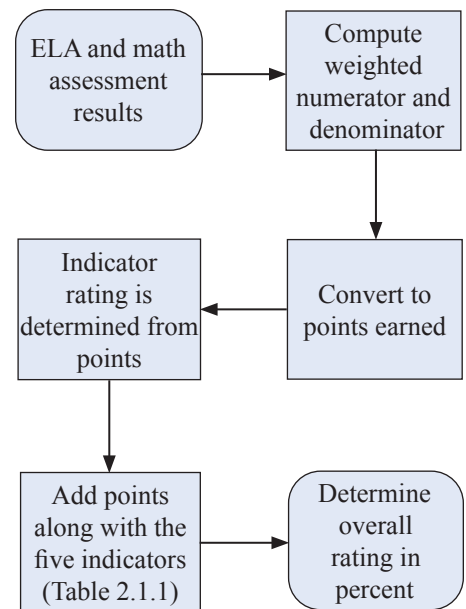 ELA and math
assessment
results
Compute
weighted
numerator and
denominator
Convert to
points earned
Indicator
rating is
determined from
points
Add points
along with the
five indicators
(Table 2.1.1)
Determine
overall
rating in
percent